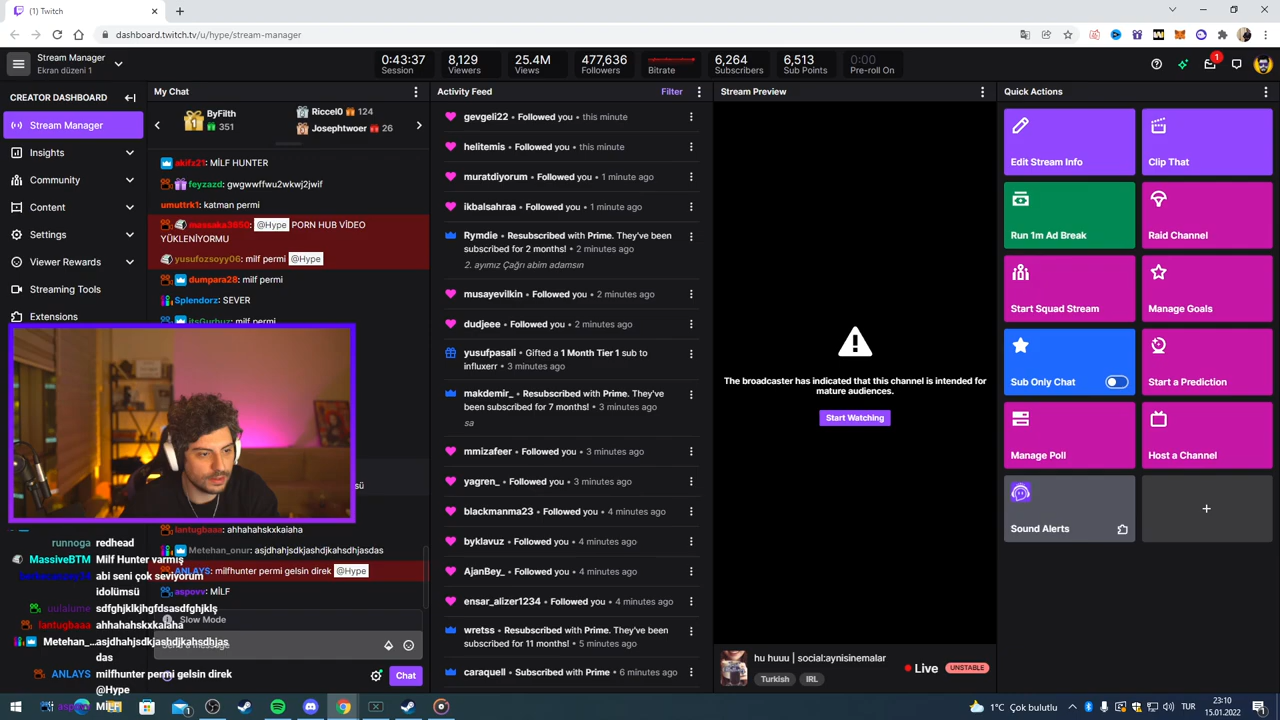 (1) Twitch
dashboard.twitch.tv/u/hype/stream-manager
Stream Manager
Ekran düzeni 1
0:43:37
Session
8,129
Viewers
25.4M
Views
477,636
Followers
Bitrate
6,264
Subscribers
6,513
Sub Points
0:00
Pre-roll On
1
CREATOR DASHBOARD
Stream Manager
Insights
Community
Content
Settings
Viewer Rewards
Streaming Tools
Extensions
My Chat
ByFilth
351
Riccel0 124
Josephtwoer 26
akifz21: MİLF HUNTER
feyzazd: gwgwwffwu2wkwj2jwif
umuttrk1: katman permi
massaka3650: @Hype PORN HUB VİDEO
YÜKLENİYORMU
yusufozsoyy06: milf permi @Hype
dumpara28: milf permi
Splendorz: SEVER
itsGurbuz: milf permi
sü
lantugbaaa: ahhahahskxkaiaha
Metehan_onur: asjdhahjsdkjashdjkahsdhjasdas
ANLAYS: milfhunter permi gelsin direk @Hype
aspovv: MİLF
Slow Mode
Send a message
Chat
runnoga redhead
MassiveBTM Milf Hunter varmış
abi seni çok seviyorum
idolümsü
uulalume sdfghjklkjhgfdsasdfghjklş
lantugbaaa ahhahahskxkaiaha
Metehan_... asjdhahjsdkjashdjkahsdhjas
das
ANLAYS milfhunter permi gelsin direk
@Hype
aspovv MİLF
Activity Feed
Filter
gevgeli22 • Followed you • this minute
helitemis • Followed you • this minute
muratdiyorum • Followed you • 1 minute ago
ikbalsahraa • Followed you • 1 minute ago
Rymdie • Resubscribed with Prime. They've been
subscribed for 2 months! • 2 minutes ago
2. ayımız Çağrı abim adamsın
musayevilkin • Followed you • 2 minutes ago
dudjeee • Followed you • 2 minutes ago
yusufpasali • Gifted a 1 Month Tier 1 sub to
influxerr • 3 minutes ago
makdemir_ • Resubscribed with Prime. They've
been subscribed for 7 months! • 3 minutes ago
sa
mmizafeer • Followed you • 3 minutes ago
yagren_ • Followed you • 3 minutes ago
blackmanma23 • Followed you • 4 minutes ago
byklavuz • Followed you • 4 minutes ago
AjanBey_ • Followed you • 4 minutes ago
ensar_alizer1234 • Followed you • 4 minutes ago
wretss • Resubscribed with Prime. They've been
subscribed for 11 months! • 5 minutes ago
caraquell • Subscribed with Prime • 6 minutes ago
Stream Preview
The broadcaster has indicated that this channel is intended for
mature audiences.
Start Watching
hu huuu | social:aynisinemalar
Turkish
IRL
Live
UNSTABLE
Quick Actions
Edit Stream Info
Clip That
Run 1m Ad Break
Raid Channel
Start Squad Stream
Manage Goals
Sub Only Chat
Start a Prediction
Manage Poll
Host a Channel
Sound Alerts
1°C Çok bulutlu
TUR
23:10
15.01.2022